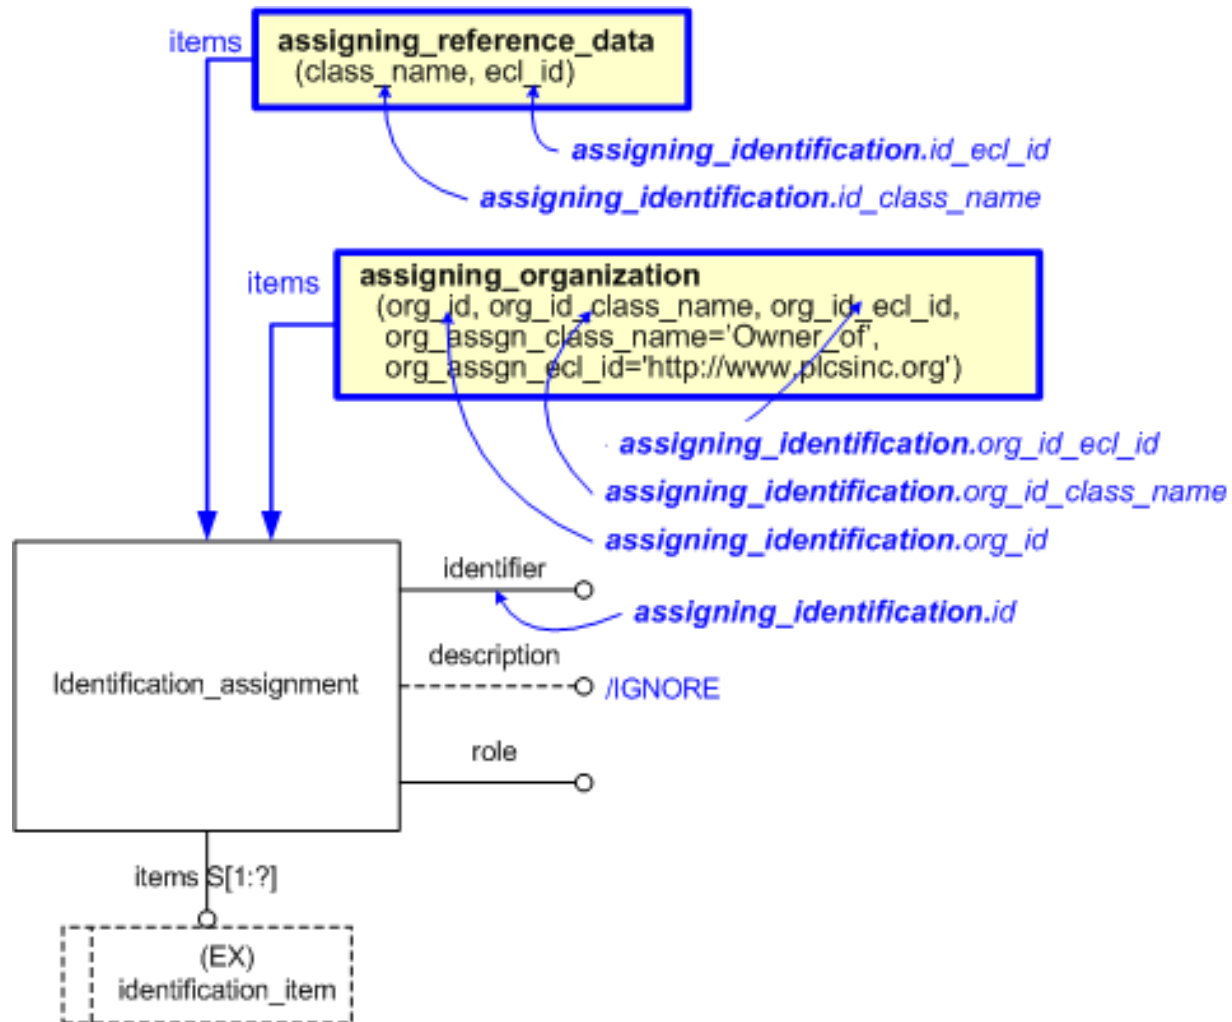 items
assigning_reference_data
(class_name, ecl_id)
assigning_identification.id_ecl_id
assigning_identification.id_class_name
items
assigning_organization
(org_id, org_id_class_name, org_id_ecl_id,
org_assgn_class_name='Owner_of',
org_assgn_ecl_id='http://www.plcsinc.org')
assigning_identification.org_id_ecl_id
assigning_identification.org_id_class_name
assigning_identification.org_id
identifier
assigning_identification.id
description
Identification_assignment
/IGNORE
role
items S[1:?]
(EX)
identification_item